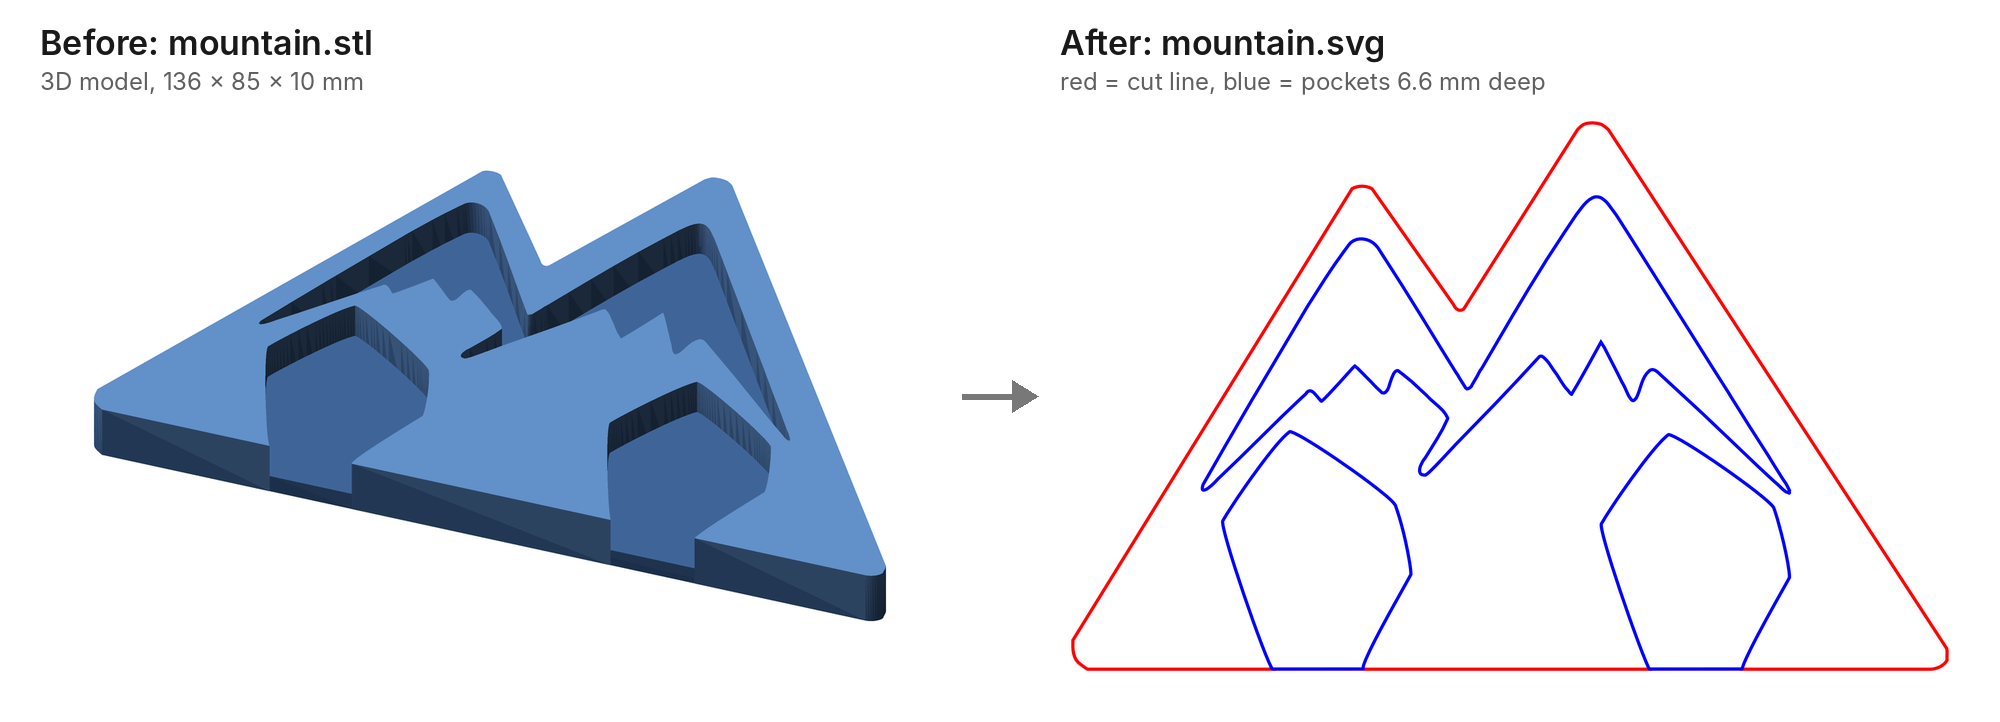 Before: mountain.stl
3D model, 136 × 85 × 10 mm
After: mountain.svg
red = cut line, blue = pockets 6.6 mm deep